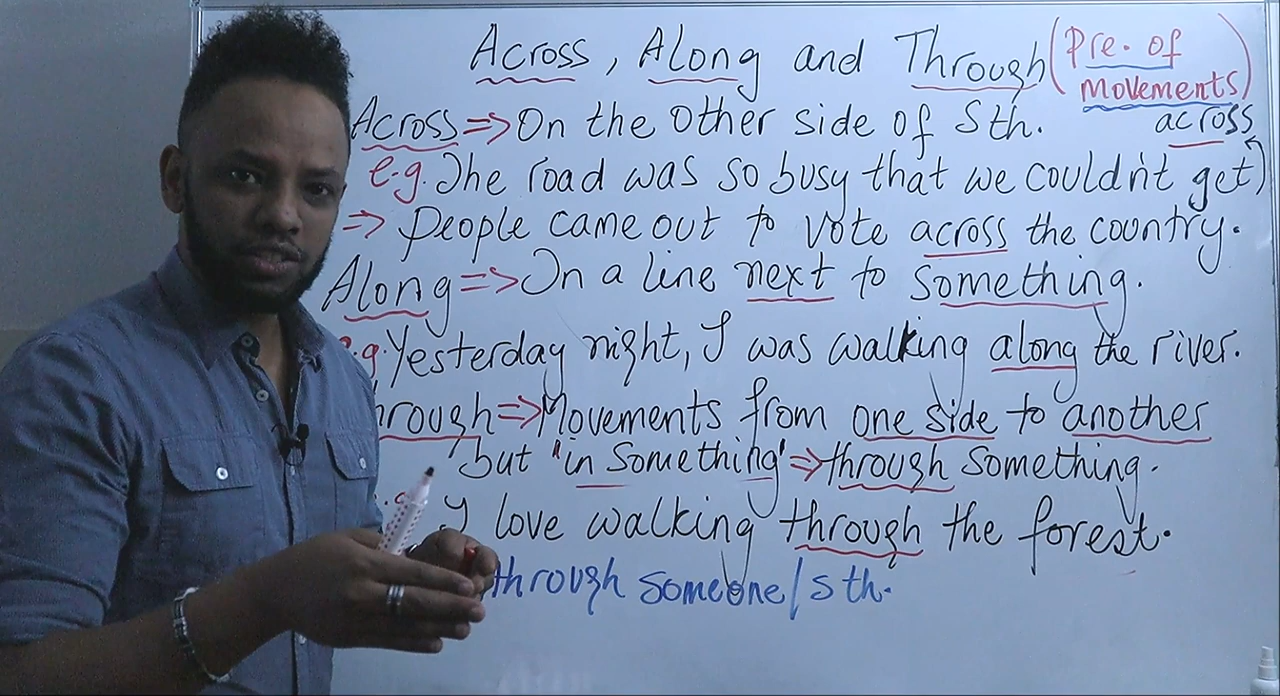 Across, Along and Through (Pre. of
movements)
Across => On the other side of Sth.
across
e.g. The road was so busy that we couldn't get
=> People came out to vote across the country.
Along => On a line next to Something.
e.g. Yesterday night, I was walking along the river.
hrough => Movements from one side to another
but "in Something" => through Something.
I love walking through the forest.
through someone/sth.